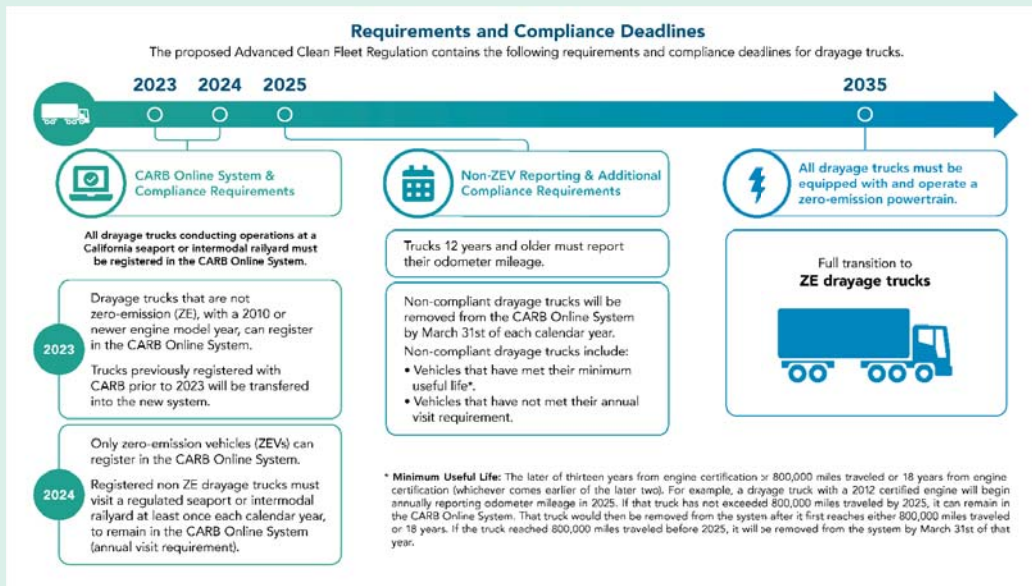 Requirements and Compliance Deadlines
The proposed Advanced Clean Fleet Regulation contains the following requirements and compliance deadlines for drayage trucks.
2023
2024
2025
2035
CARB Online System &
Compliance Requirements
All drayage trucks conducting operations at a
California seaport or intermodal railyard must
be registered in the CARB Online System.
2023
Drayage trucks that are not
zero-emission (ZE), with a 2010 or
newer engine model year, can register
in the CARB Online System.
Trucks previously registered with
CARB prior to 2023 will be transfered
into the new system.
2024
Only zero-emission vehicles (ZEVs) can
register in the CARB Online System.
Registered non ZE drayage trucks must
visit a regulated seaport or intermodal
railyard at least once each calendar year,
to remain in the CARB Online System
(annual visit requirement).
Non-ZEV Reporting & Additional
Compliance Requirements
Trucks 12 years and older must report
their odometer mileage.
Non-compliant drayage trucks will be
removed from the CARB Online System
by March 31st of each calendar year.
Non-compliant drayage trucks include:
• Vehicles that have met their minimum
useful life*.
• Vehicles that have not met their annual
visit requirement.
All drayage trucks must be
equipped with and operate a
zero-emission powertrain.
Full transition to
ZE drayage trucks
* Minimum Useful Life: The later of thirteen years from engine certification or 800,000 miles traveled or 18 years from engine
certification (whichever comes earlier of the later two). For example, a drayage truck with a 2012 certified engine will begin
annually reporting odometer mileage in 2025. If that truck has not exceeded 800,000 miles traveled by 2025, it can remain in
the CARB Online System. That truck would then be removed from the system after it first reaches either 800,000 miles traveled
or 18 years. If the truck reached 800,000 miles traveled before 2025, it will be removed from the system by March 31st of that
year.